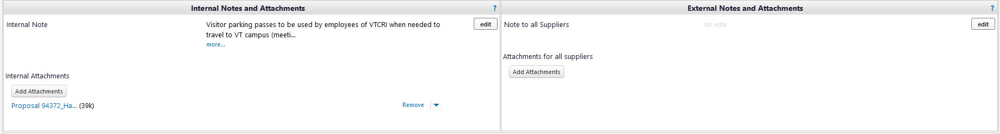 Internal Notes and Attachments ?
Internal Note
Visitor parking passes to be used by employees of VTCRI when needed to
travel to VT campus (meeti...
more...
edit
Internal Attachments
Add Attachments
Proposal 94372_Ha... (39k)
Remove
External Notes and Attachments ?
Note to all Suppliers
no note
edit
Attachments for all suppliers
Add Attachments